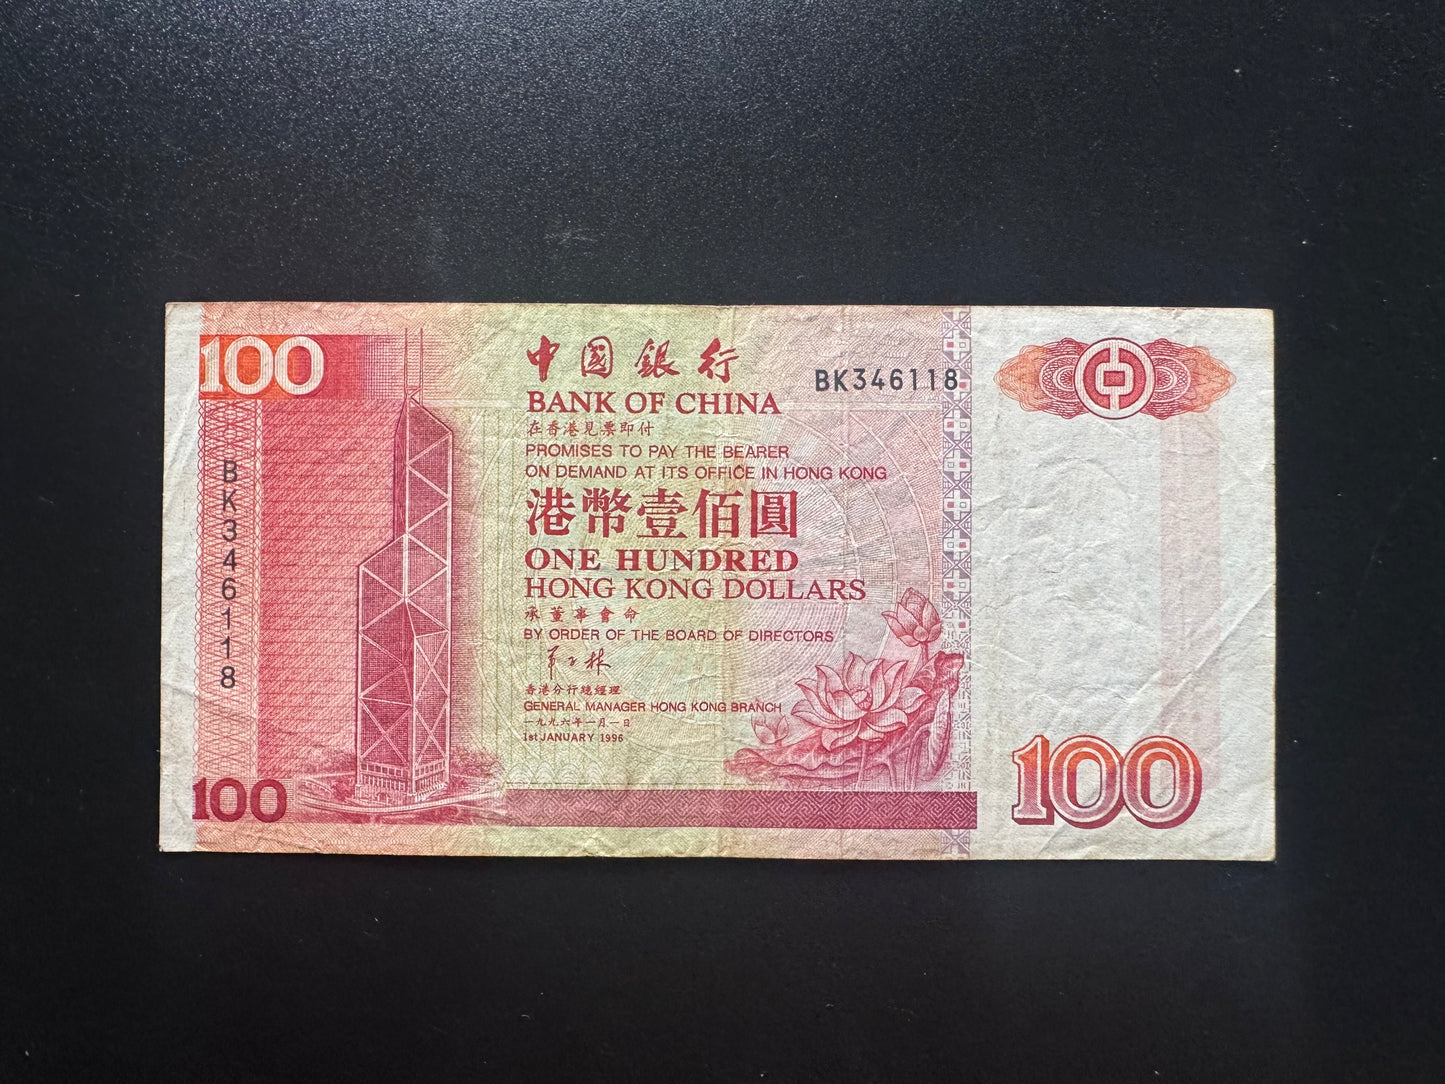 100
中國銀行
BK346118
BANK OF CHINA
在香港見票即付
PROMISES TO PAY THE BEARER
ON DEMAND AT ITS OFFICE IN HONG KONG
BK346118
港幣壹佰圓
ONE HUNDRED
HONG KONG DOLLARS
承董事會命
BY ORDER OF THE BOARD OF DIRECTORS
香港分行總經理
GENERAL MANAGER HONG KONG BRANCH
一九九六年一月一日
1st JANUARY 1996
100
100